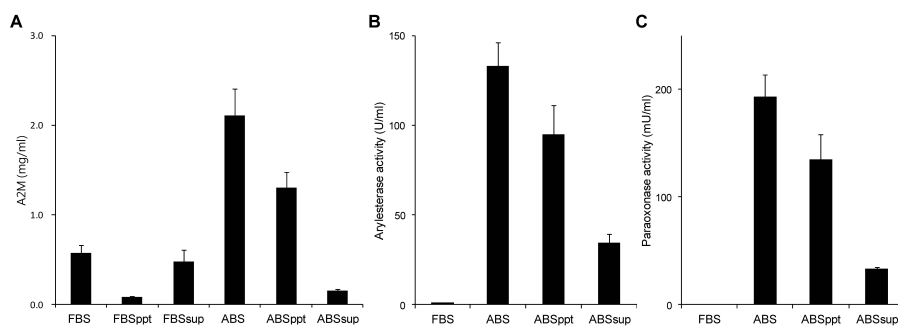 A
A2M (mg/ml)
3.0
2.0
1.0
0.0
FBS FBSppt FBSsup ABS ABSppt ABSsup
B
Arylesterase activity (U/ml)
150
100
50
0
FBS ABS ABSppt ABSsup
C
Paraoxonase activity (mU/ml)
200
100
0
FBS ABS ABSppt ABSsup